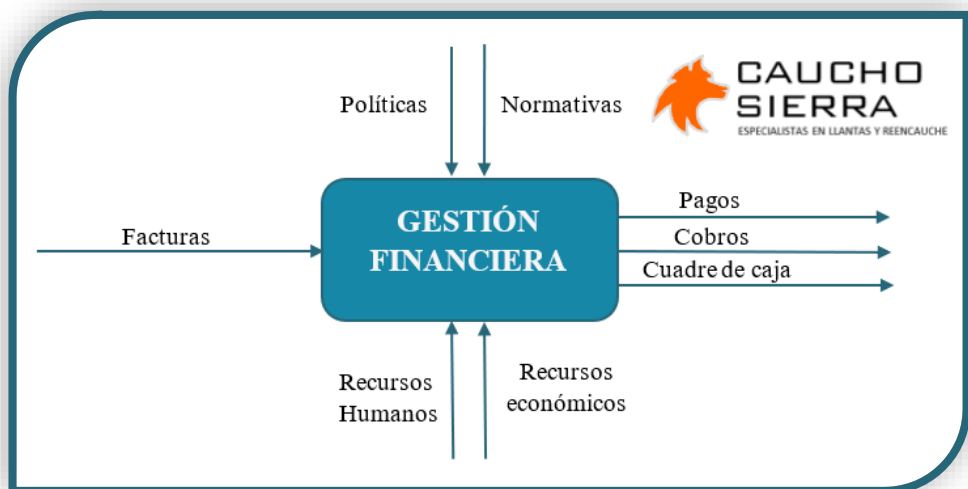 Políticas
Normativas
CAUCHO
SIERRA
ESPECIALISTAS EN LLANTAS Y REENCAUCHE
Facturas
GESTIÓN
FINANCIERA
Pagos
Cobros
Cuadre de caja
Recursos
Humanos
Recursos
económicos